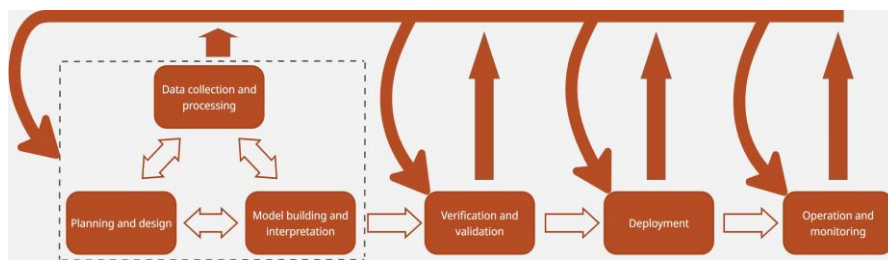 Data collection and
processing
Planning and design
Model building and
interpretation
Verification and
validation
Deployment
Operation and
monitoring